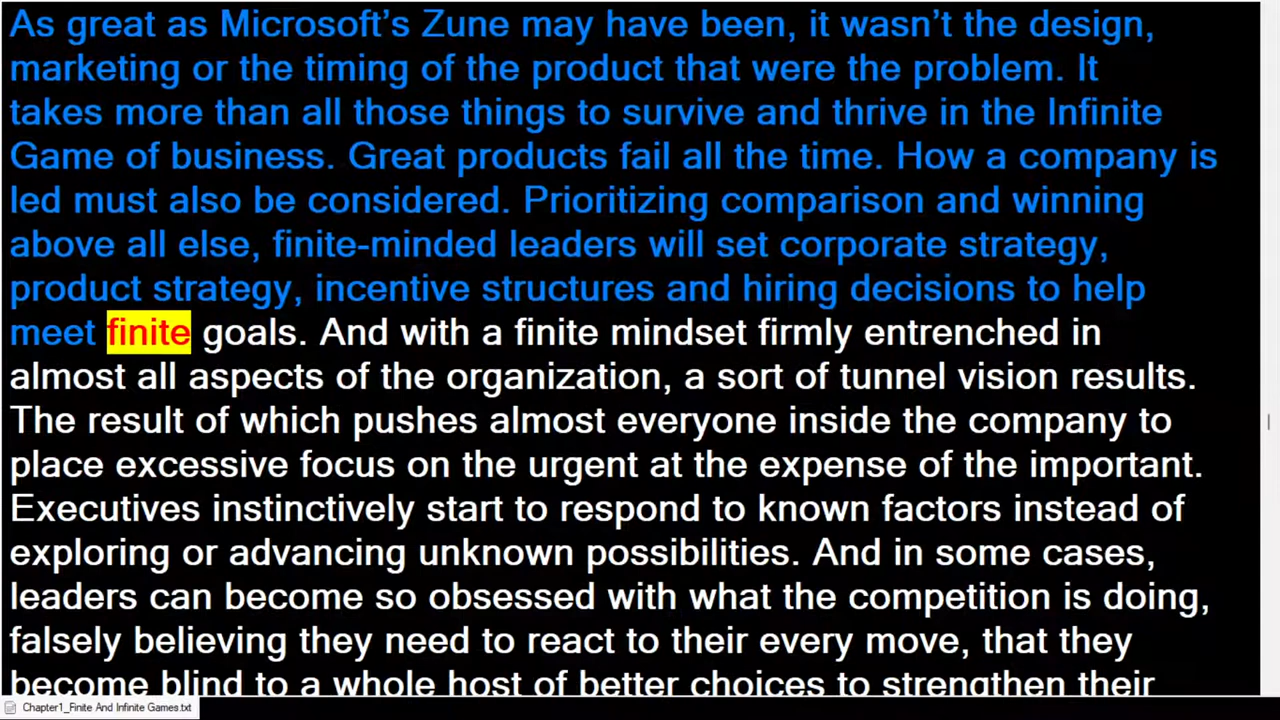 As great as Microsoft’s Zune may have been, it wasn’t the design,
marketing or the timing of the product that were the problem. It
takes more than all those things to survive and thrive in the Infinite
Game of business. Great products fail all the time. How a company is
led must also be considered. Prioritizing comparison and winning
above all else, finite-minded leaders will set corporate strategy,
product strategy, incentive structures and hiring decisions to help
meet finite goals. And with a finite mindset firmly entrenched in
almost all aspects of the organization, a sort of tunnel vision results.
The result of which pushes almost everyone inside the company to
place excessive focus on the urgent at the expense of the important.
Executives instinctively start to respond to known factors instead of
exploring or advancing unknown possibilities. And in some cases,
leaders can become so obsessed with what the competition is doing,
falsely believing they need to react to their every move, that they
become blind to a whole host of better choices to strengthen their
Chapter1_Finite And Infinite Games.txt